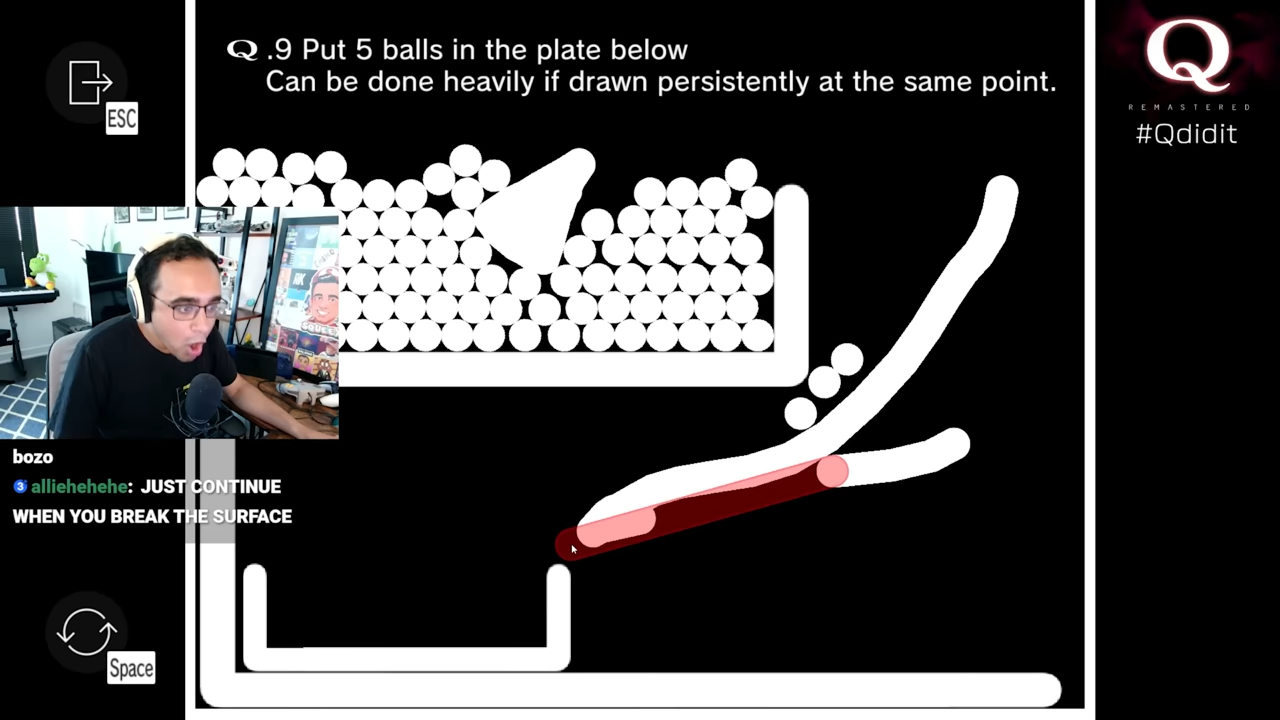 Q .9 Put 5 balls in the plate below
Can be done heavily if drawn persistently at the same point.
ESC
Q
REMASTERED
#Qdidit
bozo
3 alliehehehe: JUST CONTINUE
WHEN YOU BREAK THE SURFACE
Space